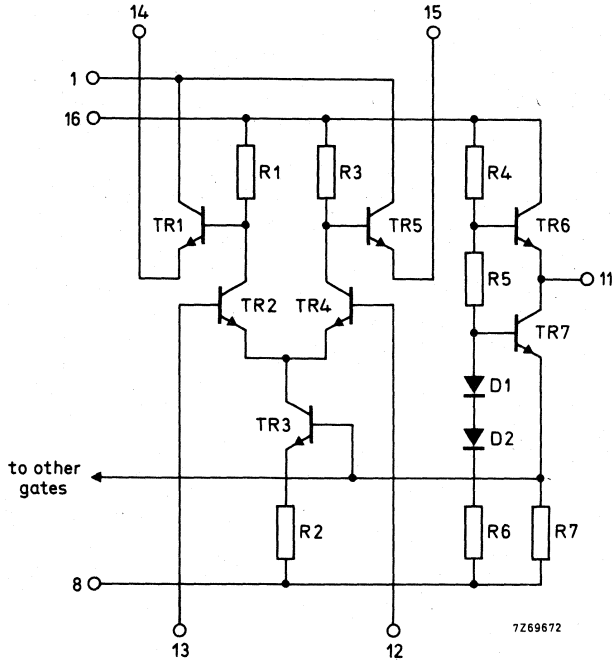 14
15
1
16
R1
R3
R4
TR1
TR5
TR6
R5
11
TR2
TR4
TR7
D1
TR3
D2
to other
gates
R2
R6
R7
8
7Z69672
13
12